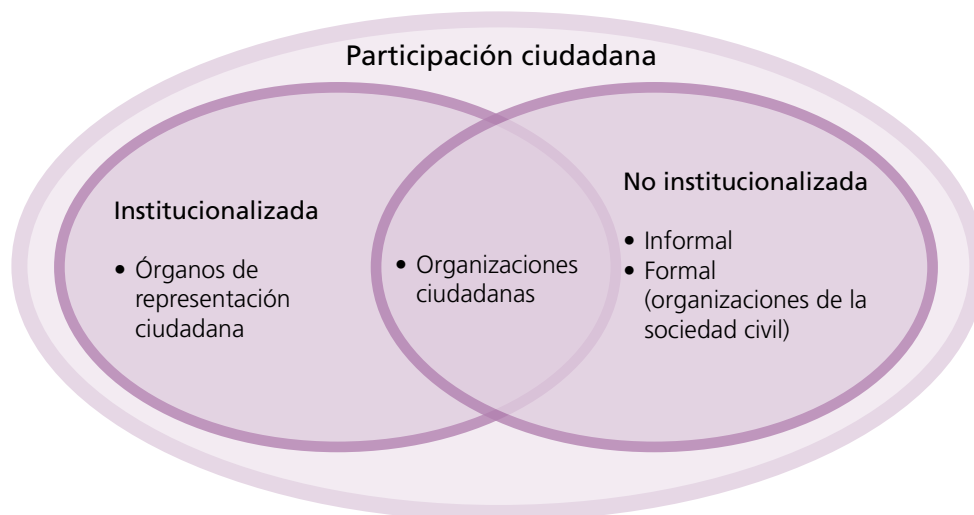 Participación ciudadana
Institucionalizada
• Órganos de
representación
ciudadana
• Organizaciones
ciudadanas
No institucionalizada
• Informal
• Formal
(organizaciones de la
sociedad civil)